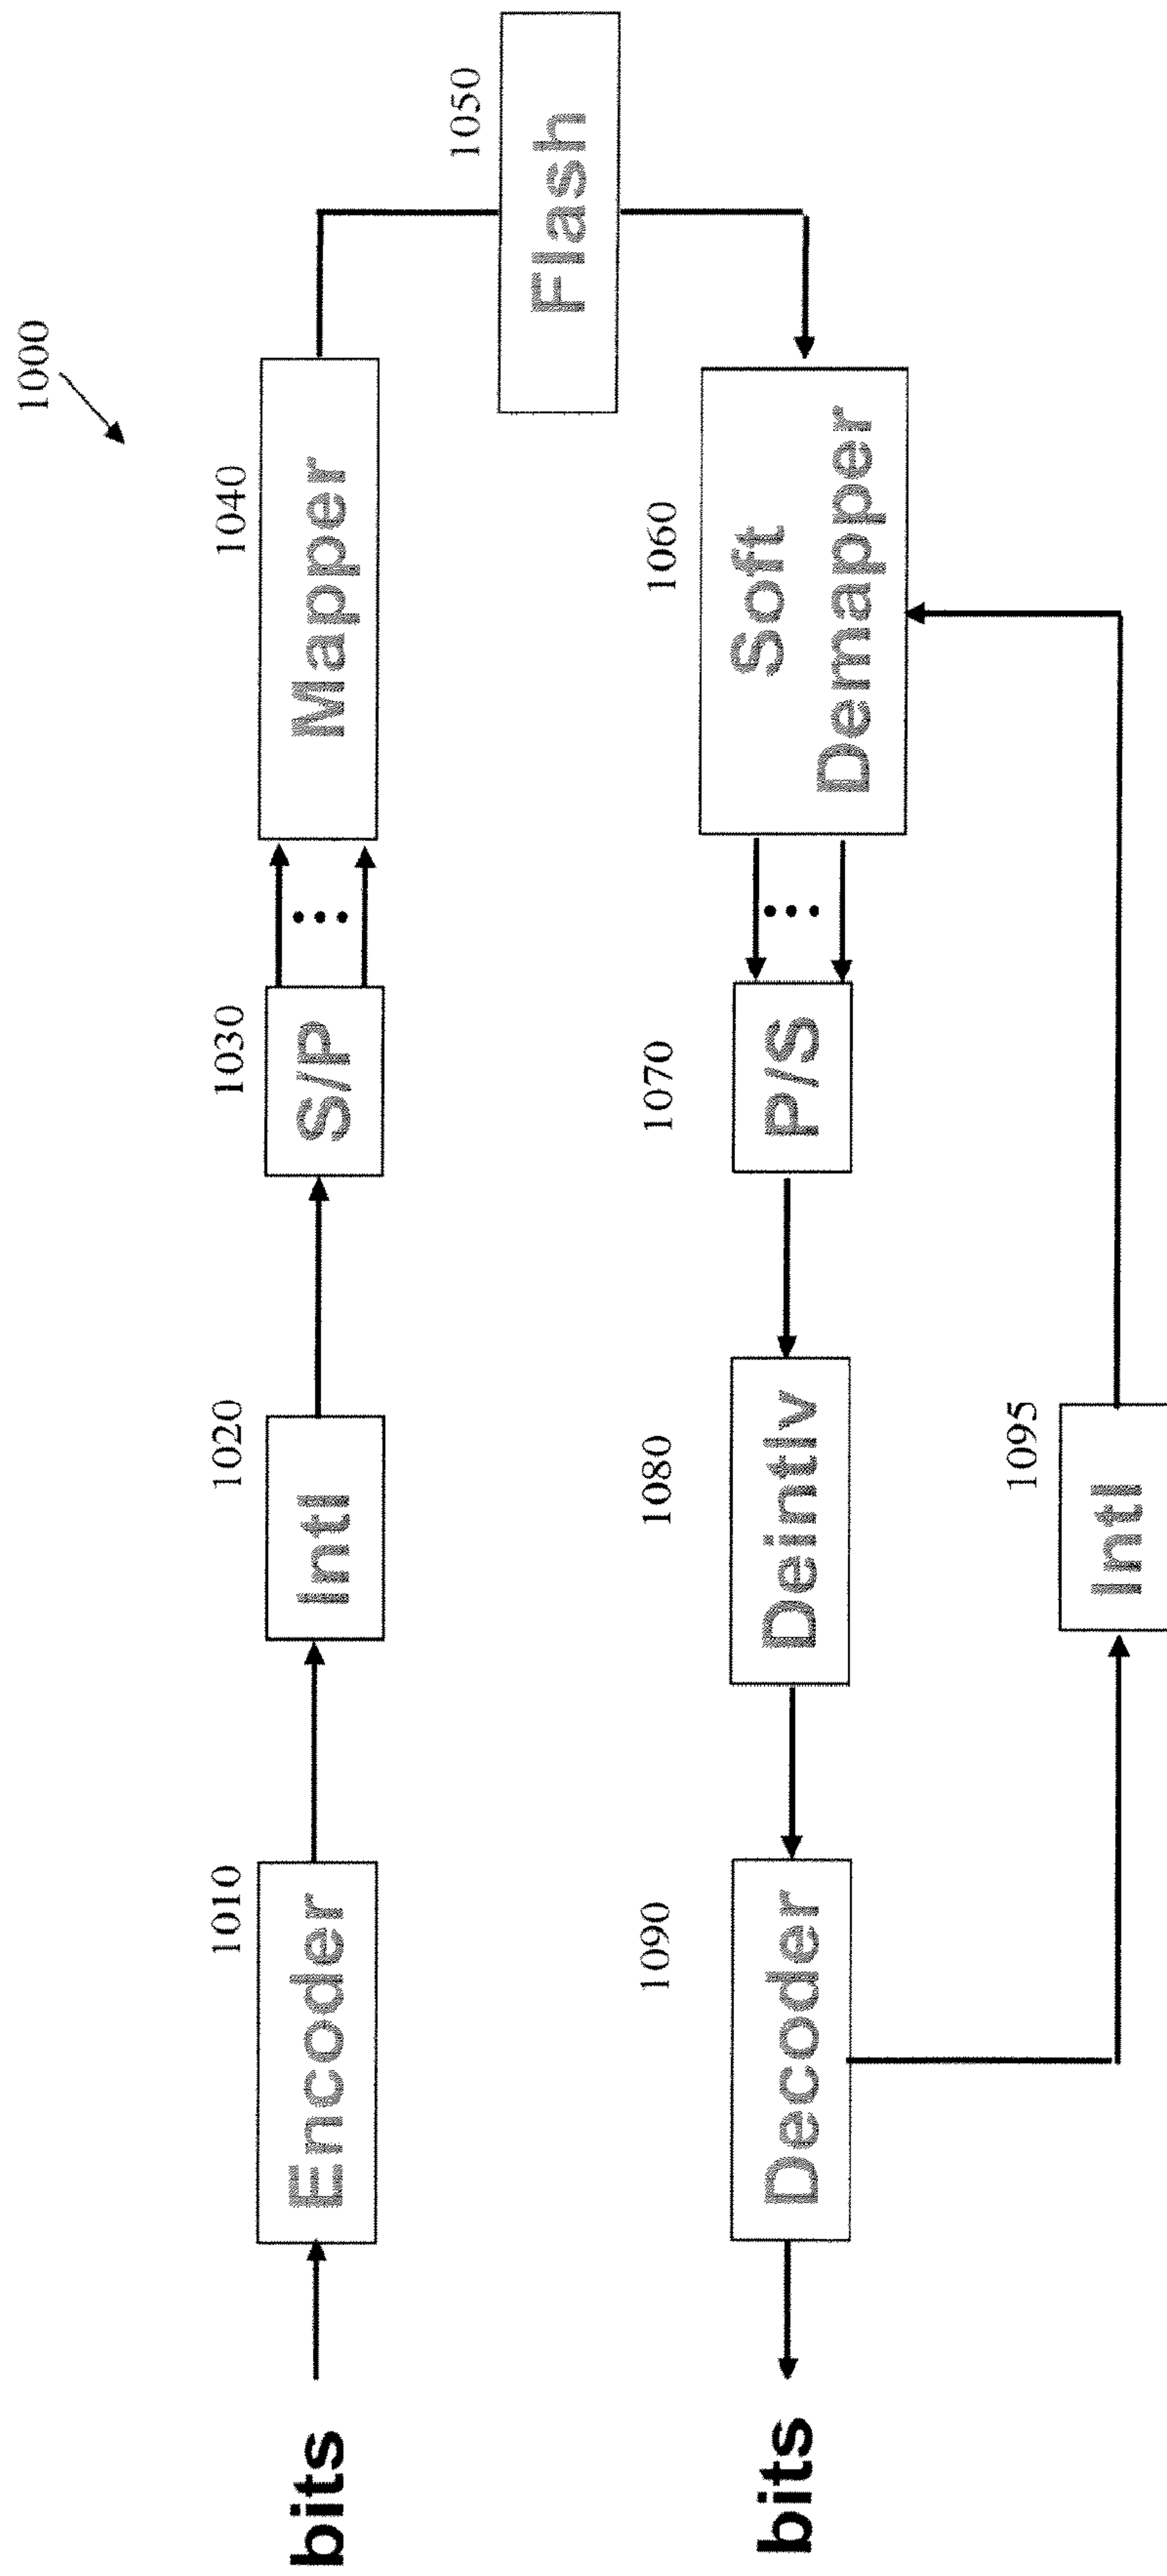 1000
1010
1020
1030
1040
bits
Encoder
Intl
S/P
Mapper
1050
Flash
1090
1080
1070
1060
bits
Decoder
Deintlv
P/S
Soft
Demapper
1095
Intl